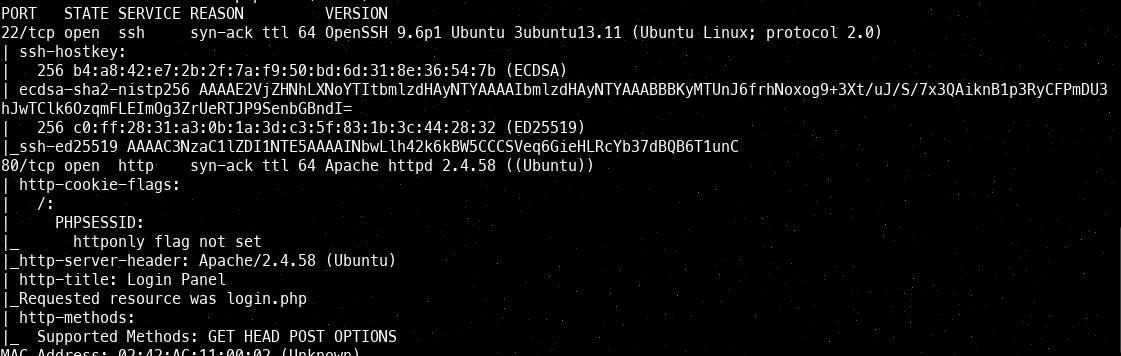 PORT   STATE SERVICE REASON         VERSION
22/tcp open  ssh     syn-ack ttl 64 OpenSSH 9.6p1 Ubuntu 3ubuntu13.11 (Ubuntu Linux; protocol 2.0)
| ssh-hostkey:
|   256 b4:a8:42:e7:2b:2f:7a:f9:50:bd:6d:31:8e:36:54:7b (ECDSA)
| ecdsa-sha2-nistp256 AAAAE2VjZHNhLXNoYTItbmlzdHAyNTYAAAAIbmlzdHAyNTYAAABBBKyMTUnJ6frhNoxog9+3Xt/uJ/S/7x3QAiknB1p3RyCFPmDU3
hJwTClk6OzqmFLEImOg3ZrUeRTJP9SenbGBndI=
|   256 c0:ff:28:31:a3:0b:1a:3d:c3:5f:83:1b:3c:44:28:32 (ED25519)
|_ssh-ed25519 AAAAC3NzaC1lZDI1NTE5AAAAINbwLlh42k6kBW5CCCSVeq6GieHLRcYb37dBQB6T1unC
80/tcp open  http    syn-ack ttl 64 Apache httpd 2.4.58 ((Ubuntu))
| http-cookie-flags:
|   /:
|     PHPSESSID:
|_      httponly flag not set
|_http-server-header: Apache/2.4.58 (Ubuntu)
| http-title: Login Panel
|_Requested resource was login.php
| http-methods:
|_  Supported Methods: GET HEAD POST OPTIONS
MAC Address: 02:42:AC:11:00:02 (Unknown)